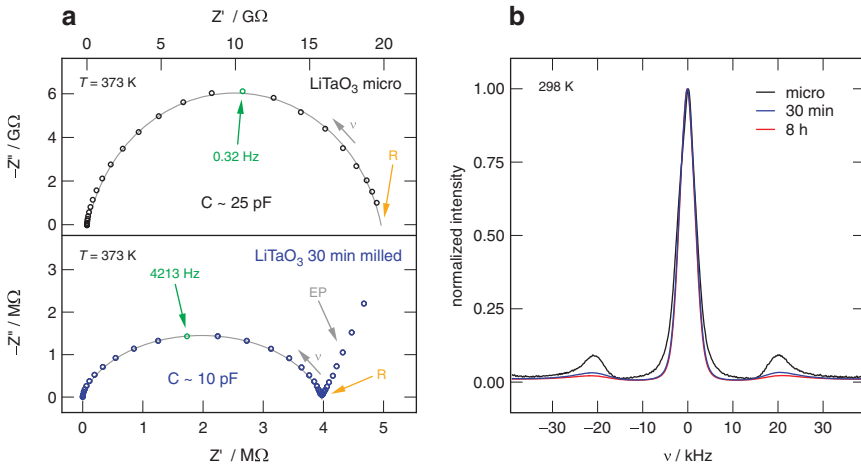 a
Z' / GΩ
0 5 10 15 20
T = 373 K
LiTaO₃ micro
−Z'' / GΩ
6
4
2
0
ν
0.32 Hz
R
C ~ 25 pF
T = 373 K
LiTaO₃ 30 min milled
−Z'' / MΩ
3
2
1
0
4213 Hz
EP
ν
C ~ 10 pF
R
0 1 2 3 4 5
Z' / MΩ
b
298 K
micro
30 min
8 h
normalized intensity
1.00
0.75
0.50
0.25
0.00
−30 −20 −10 0 10 20 30
ν / kHz